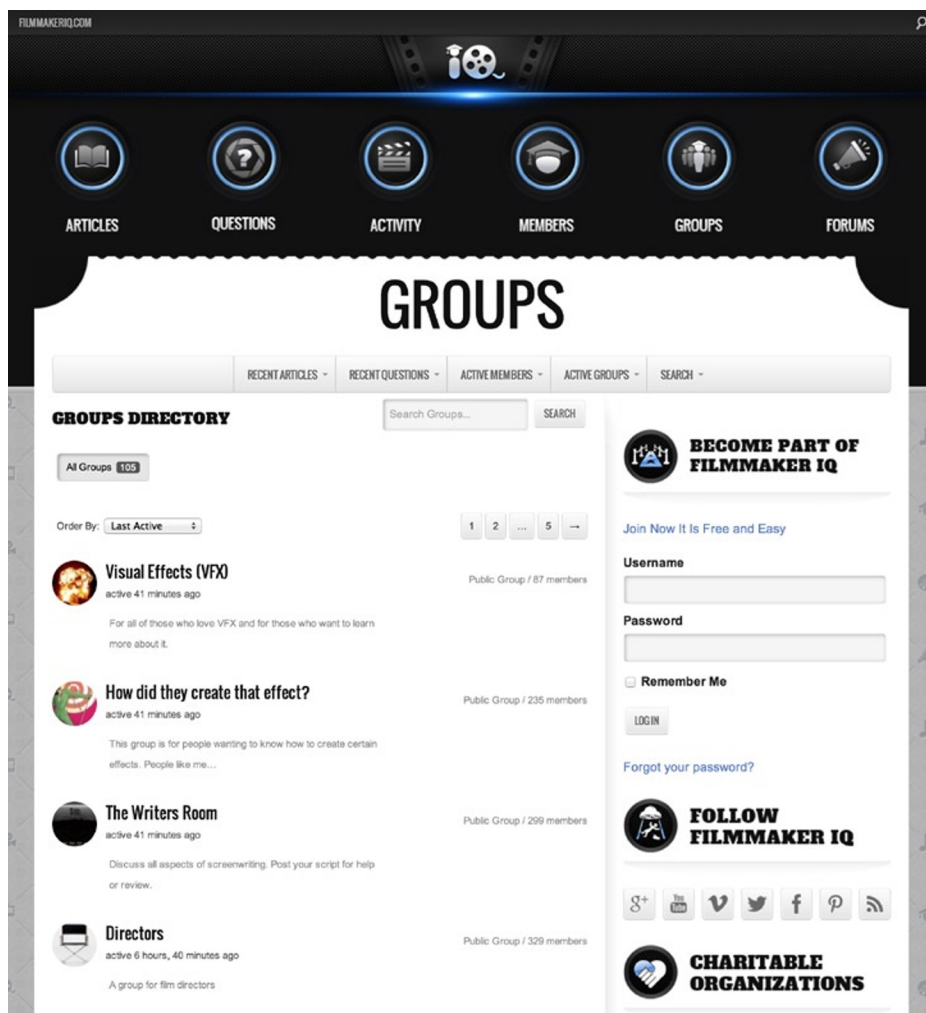 FILMMAKERIQ.COM
iQ
ARTICLES
QUESTIONS
ACTIVITY
MEMBERS
GROUPS
FORUMS
GROUPS
RECENT ARTICLES
RECENT QUESTIONS
ACTIVE MEMBERS
ACTIVE GROUPS
SEARCH
GROUPS DIRECTORY
Search Groups...
SEARCH
All Groups 105
Order By: Last Active
1 2 ... 5 →
Visual Effects (VFX)
active 41 minutes ago
Public Group / 87 members
For all of those who love VFX and for those who want to learn
more about it.
How did they create that effect?
active 41 minutes ago
Public Group / 235 members
This group is for people wanting to know how to create certain
effects. People like me...
The Writers Room
active 41 minutes ago
Public Group / 299 members
Discuss all aspects of screenwriting. Post your script for help
or review.
Directors
active 6 hours, 40 minutes ago
Public Group / 329 members
A group for film directors
BECOME PART OF
FILMMAKER IQ
Join Now It Is Free and Easy
Username
Password
Remember Me
LOG IN
Forgot your password?
FOLLOW
FILMMAKER IQ
g+
You
Tube
CHARITABLE
ORGANIZATIONS